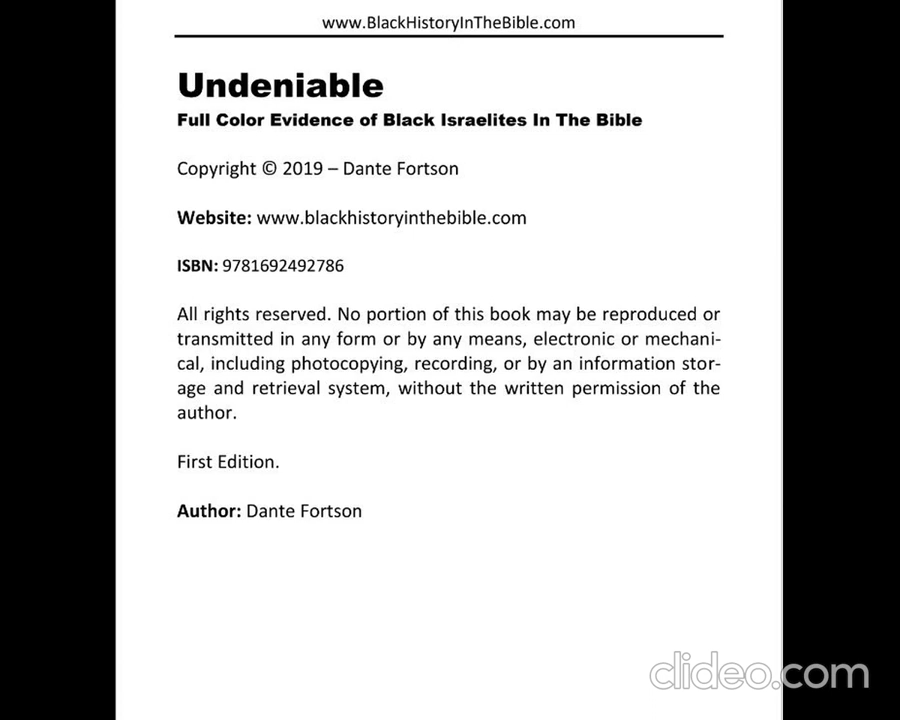 www.BlackHistoryInTheBible.com
Undeniable
Full Color Evidence of Black Israelites In The Bible
Copyright © 2019 – Dante Fortson
Website: www.blackhistoryinthebible.com
ISBN: 9781692492786
All rights reserved. No portion of this book may be reproduced or
transmitted in any form or by any means, electronic or mechani-
cal, including photocopying, recording, or by an information stor-
age and retrieval system, without the written permission of the
author.
First Edition.
Author: Dante Fortson
clideo.com